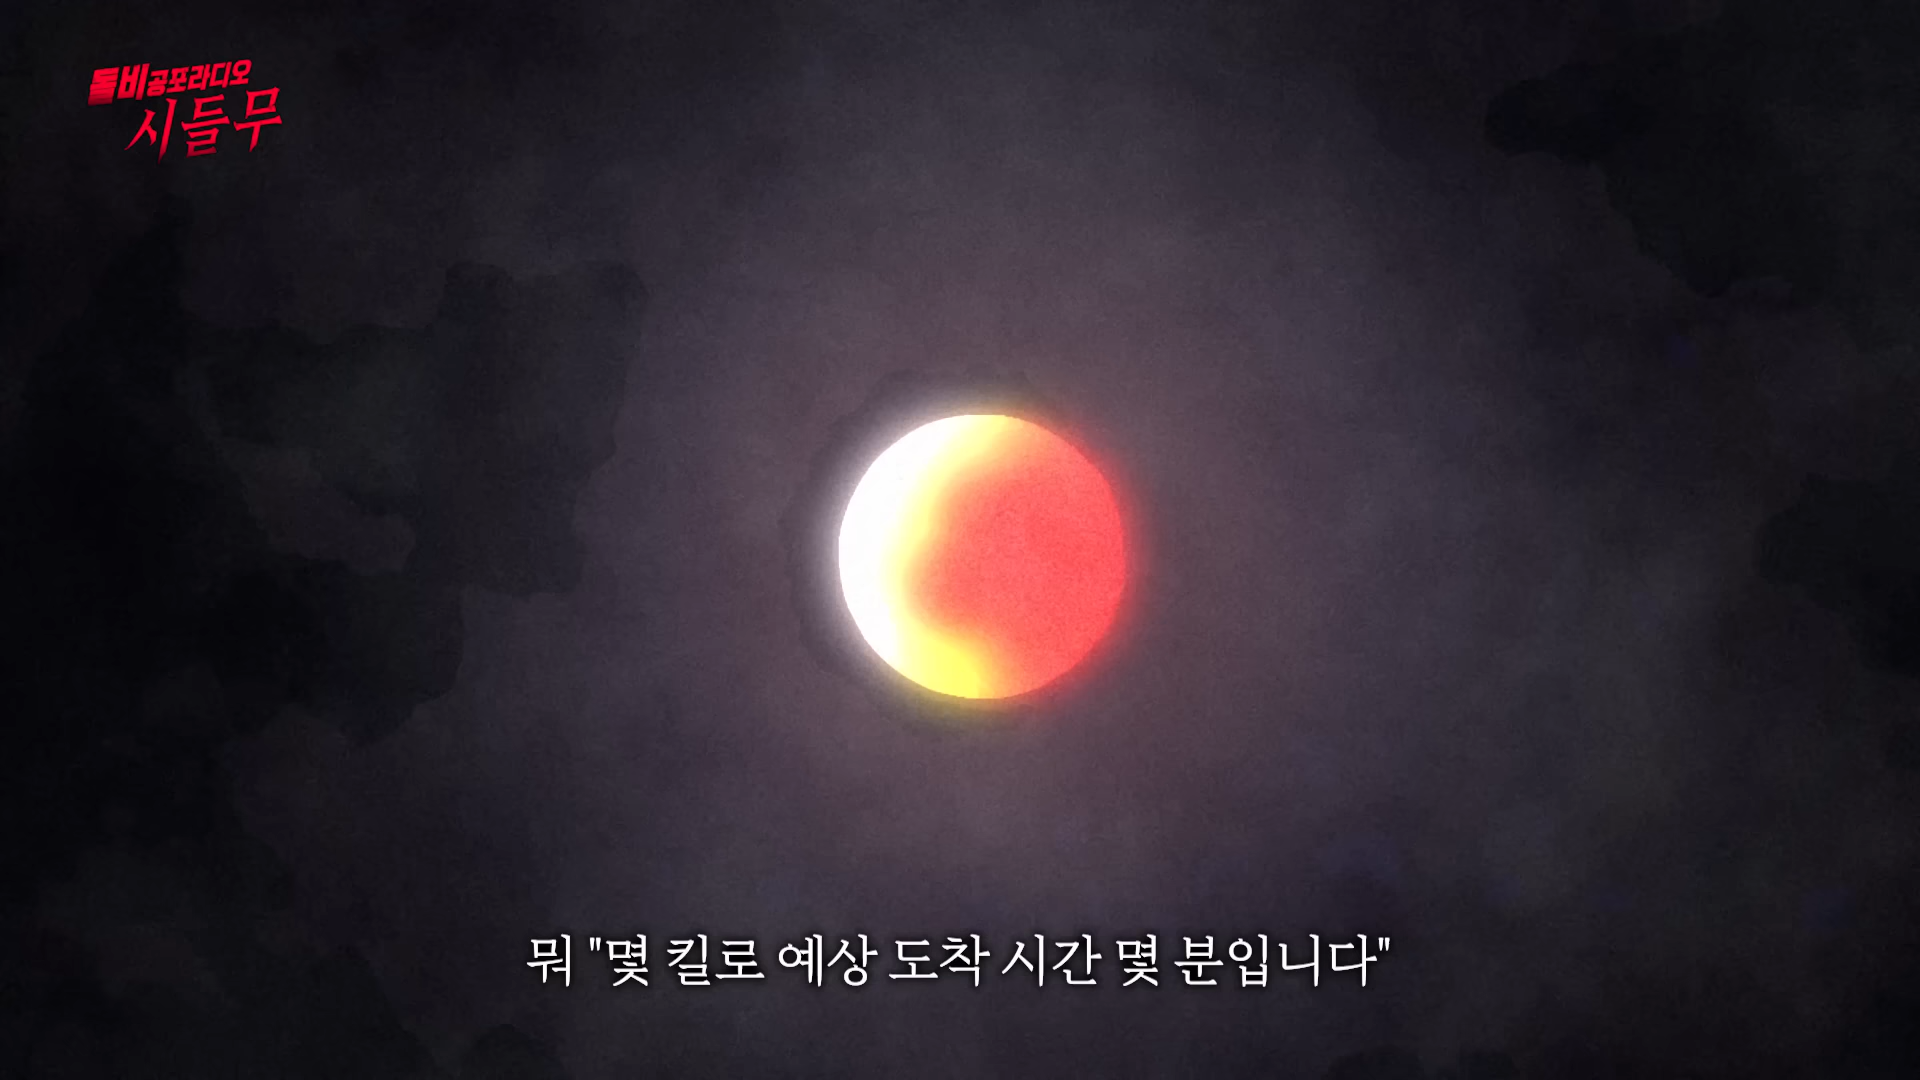 돌비공포라디오
시들무
뭐 "몇 킬로 예상 도착 시간 몇 분입니다"